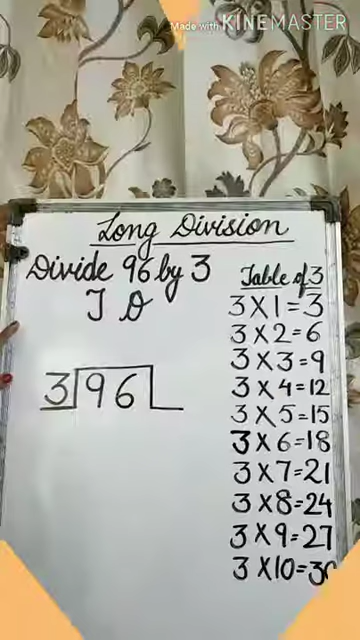 Made with KINEMASTER
Long Division
Divide 96 by 3
T O
3 96
Table of 3
3 X 1 = 3
3 X 2 = 6
3 X 3 = 9
3 X 4 = 12
3 X 5 = 15
3 X 6 = 18
3 X 7 = 21
3 X 8 = 24
3 X 9 = 27
3 X 10 = 30